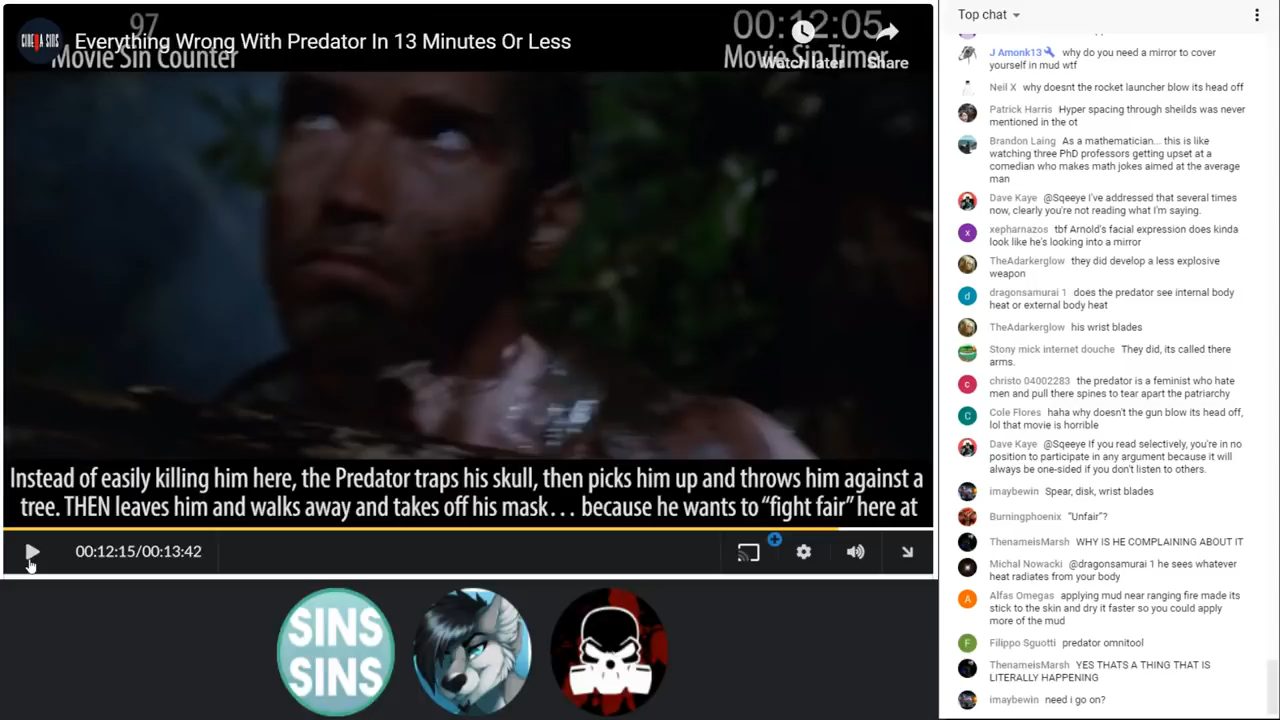 97
Movie Sin Counter
00:12:05
Movie Sin Timer
CINEMA SINS
Everything Wrong With Predator In 13 Minutes Or Less
Watch later
Share
Instead of easily killing him here, the Predator traps his skull, then picks him up and throws him against a
tree. THEN leaves him and walks away and takes off his mask... because he wants to “fight fair” here at
00:12:15/00:13:42
SINS
SINS
Top chat
J Amonk13 why do you need a mirror to cover
yourself in mud wtf
Neil X why doesnt the rocket launcher blow its head off
Patrick Harris Hyper spacing through sheilds was never
mentioned in the ot
Brandon Laing As a mathematician... this is like
watching three PhD professors getting upset at a
comedian who makes math jokes aimed at the average
man
Dave Kaye @Sqeeye I've addressed that several times
now, clearly you're not reading what I'm saying.
x
xepharnazos tbf Arnold's facial expression does kinda
look like he's looking into a mirror
TheAdarkerglow they did develop a less explosive
weapon
d
dragonsamurai 1 does the predator see internal body
heat or external body heat
TheAdarkerglow his wrist blades
Stony mick internet douche They did, its called there
arms.
c
christo 04002283 the predator is a feminist who hate
men and pull there spines to tear apart the patriarchy
C
Cole Flores haha why doesn't the gun blow its head off,
lol that movie is horrible
Dave Kaye @Sqeeye If you read selectively, you're in no
position to participate in any argument because it will
always be one-sided if you don't listen to others.
imaybewin Spear, disk, wrist blades
Burningphoenix “Unfair”?
ThenameisMarsh WHY IS HE COMPLAINING ABOUT IT
Michal Nowacki @dragonsamurai 1 he sees whatever
heat radiates from your body
A
Alfas Omegas applying mud near ranging fire made its
stick to the skin and dry it faster so you could apply
more of the mud
F
Filippo Sguotti predator omnitool
ThenameisMarsh YES THATS A THING THAT IS
LITERALLY HAPPENING
imaybewin need i go on?